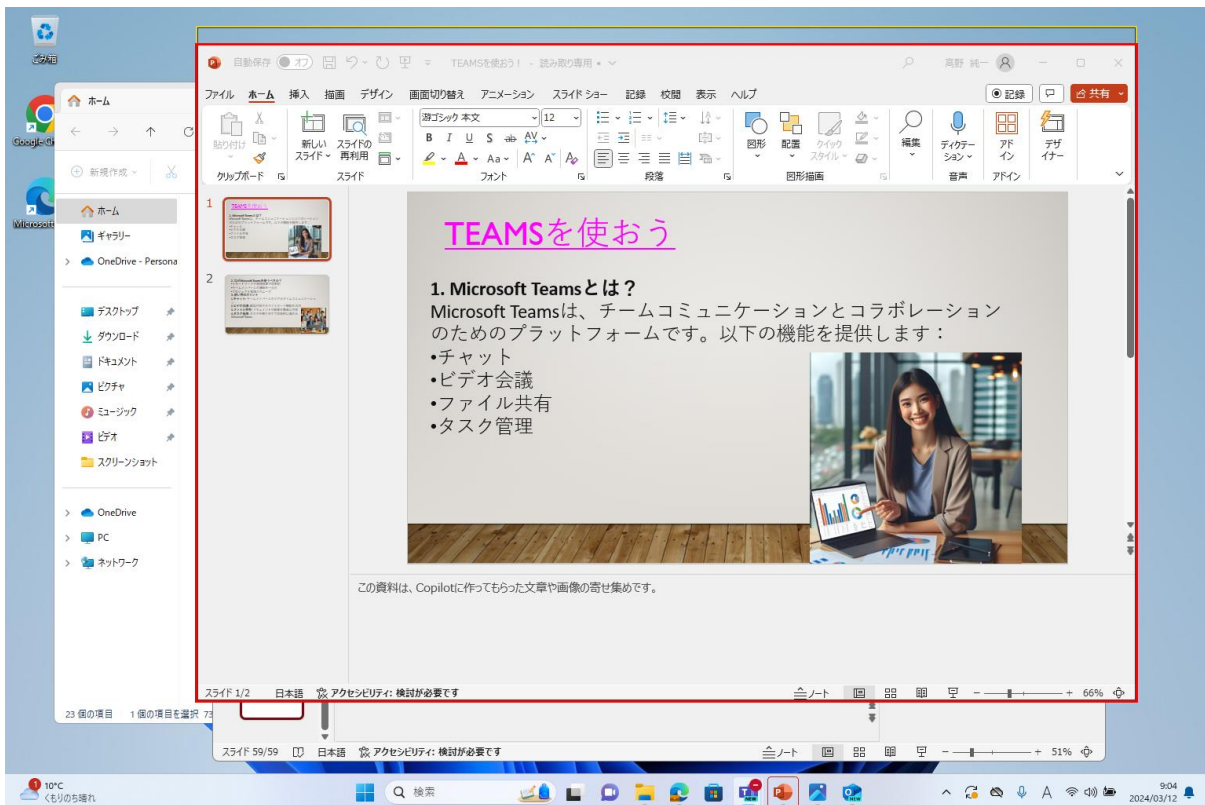 ごみ箱
Google Ch
Microsoft
ホーム
新規作成
ホーム
ギャラリー
OneDrive - Persona
デスクトップ
ダウンロード
ドキュメント
ピクチャ
ミュージック
ビデオ
スクリーンショット
OneDrive
PC
ネットワーク
23 個の項目 1 個の項目を選択 73
自動保存 オフ TEAMSを使おう！ - 読み取り専用 • 高野 純一
ファイル ホーム 挿入 描画 デザイン 画面切り替え アニメーション スライド ショー 記録 校閲 表示 ヘルプ 記録 共有
貼り付け 新しいスライド スライドの再利用 游ゴシック 本文 12 図形 配置 クイックスタイル 編集 ディクテーション アドイン デザイナー
B I U S ab AV
A Aa A A A
クリップボード スライド フォント 段落 図形描画 音声 アドイン
1
2
TEAMSを使おう
1. Microsoft Teamsとは？
Microsoft Teamsは、チームコミュニケーションとコラボレーション
のためのプラットフォームです。以下の機能を提供します：
•チャット
•ビデオ会議
•ファイル共有
•タスク管理
この資料は、Copilotに作ってもらった文章や画像の寄せ集めです。
スライド 1/2 日本語 アクセシビリティ: 検討が必要です ノート 66%
スライド 59/59 日本語 アクセシビリティ: 検討が必要です ノート 51%
1 10°C
くもりのち晴れ
検索
A 9:04
2024/03/12